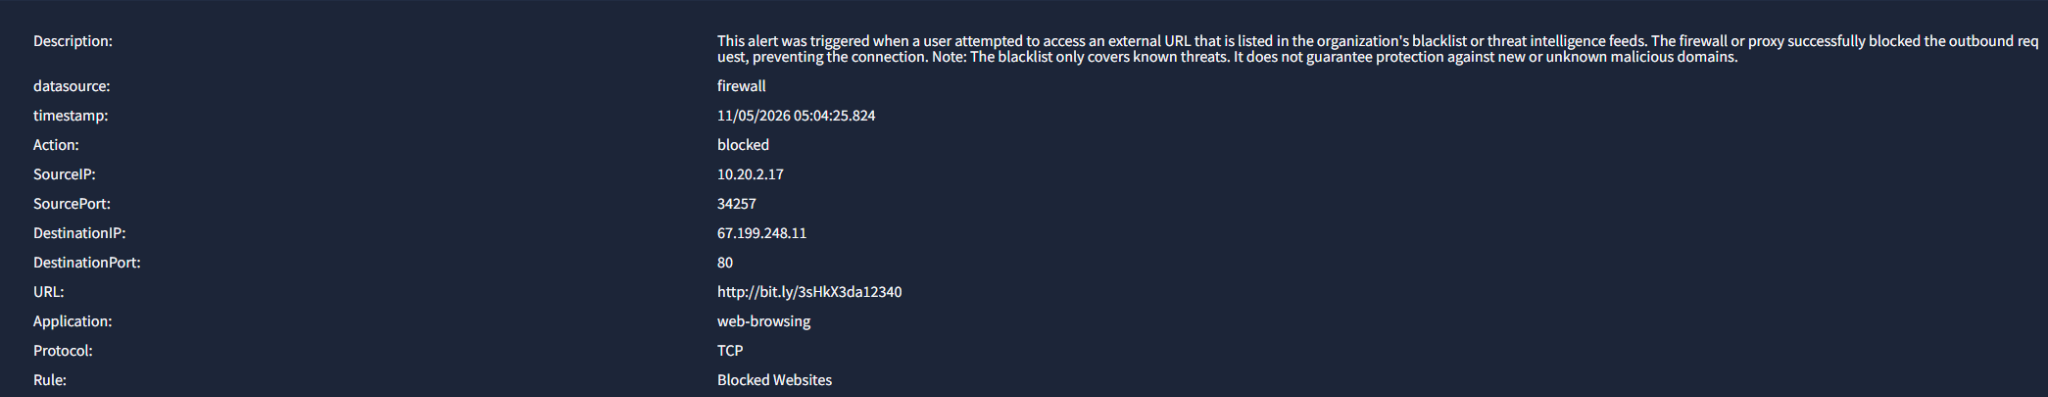 Description: This alert was triggered when a user attempted to access an external URL that is listed in the organization's blacklist or threat intelligence feeds. The firewall or proxy successfully blocked the outbound req
uest, preventing the connection. Note: The blacklist only covers known threats. It does not guarantee protection against new or unknown malicious domains.
datasource: firewall
timestamp: 11/05/2026 05:04:25.824
Action: blocked
SourceIP: 10.20.2.17
SourcePort: 34257
DestinationIP: 67.199.248.11
DestinationPort: 80
URL: http://bit.ly/3sHkX3da12340
Application: web-browsing
Protocol: TCP
Rule: Blocked Websites